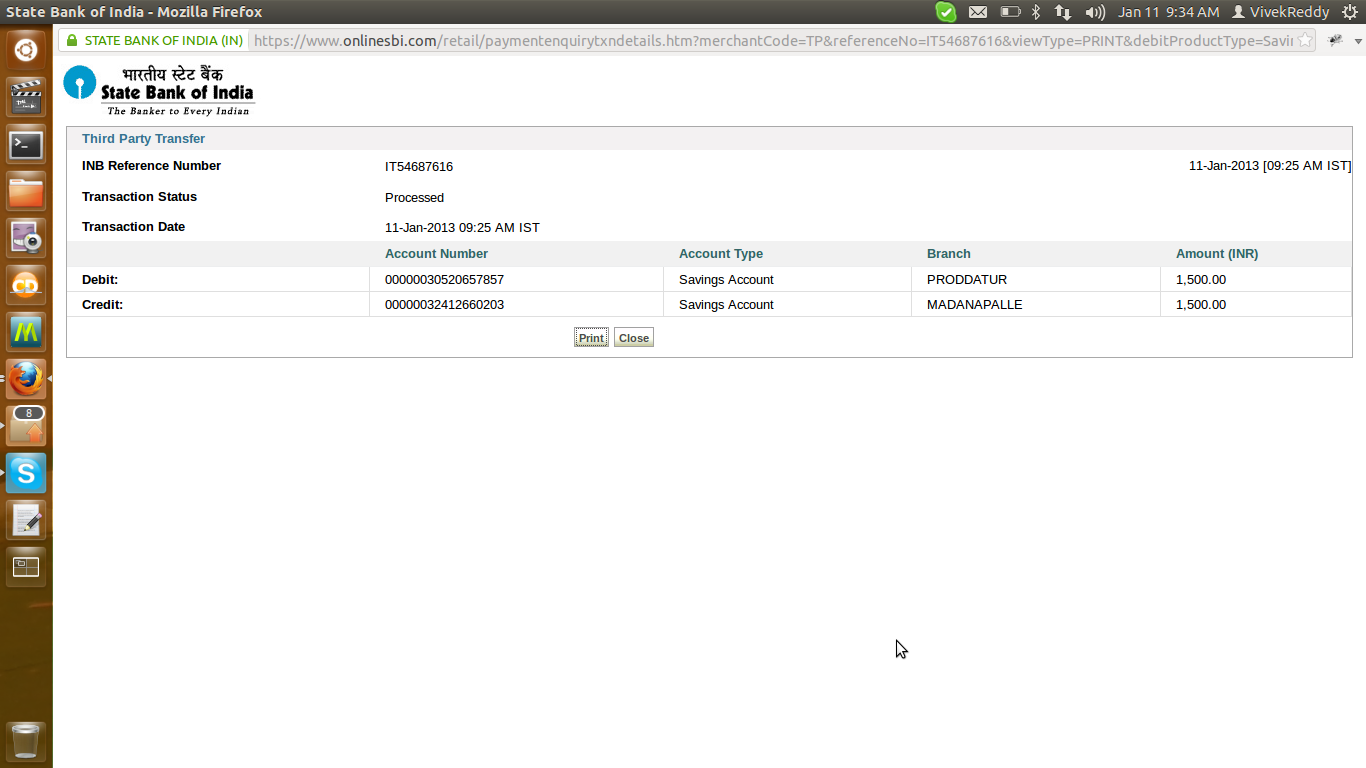 State Bank of India - Mozilla Firefox
Jan 11 9:34 AM VivekReddy
STATE BANK OF INDIA (IN) https://www.onlinesbi.com/retail/paymentenquirytxndetails.htm?merchantCode=TP&referenceNo=IT54687616&viewType=PRINT&debitProductType=Savi
भारतीय स्टेट बैंक
State Bank of India
The Banker to Every Indian
Third Party Transfer
INB Reference Number IT54687616 11-Jan-2013 [09:25 AM IST]
Transaction Status Processed
Transaction Date 11-Jan-2013 09:25 AM IST
Account Number Account Type Branch Amount (INR)
Debit: 00000030520657857 Savings Account PRODDATUR 1,500.00
Credit: 00000032412660203 Savings Account MADANAPALLE 1,500.00
Print Close
8